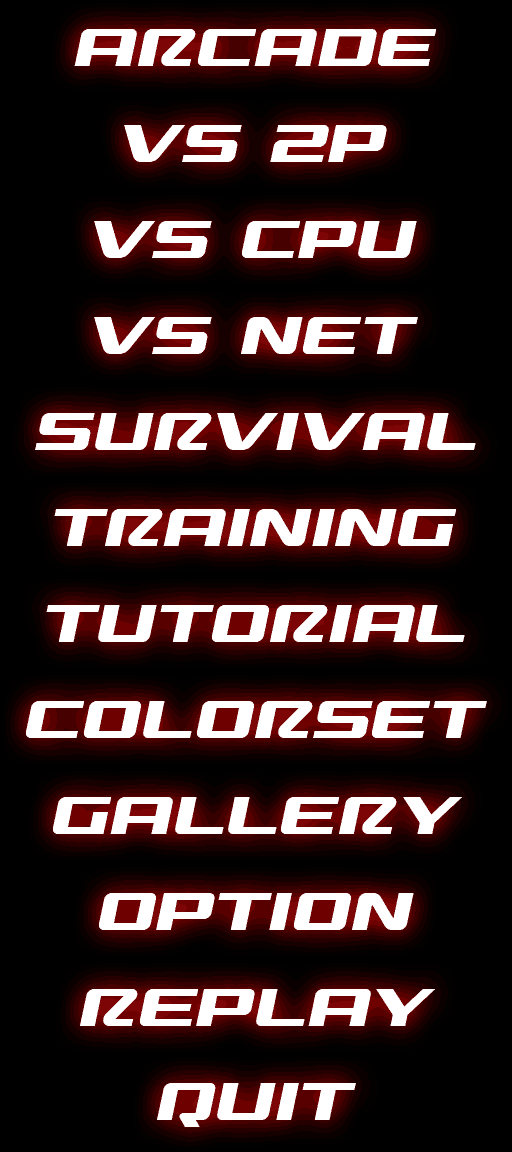 ARCADE
VS 2P
VS CPU
VS NET
SURVIVAL
TRAINING
TUTORIAL
COLORSET
GALLERY
OPTION
REPLAY
QUIT